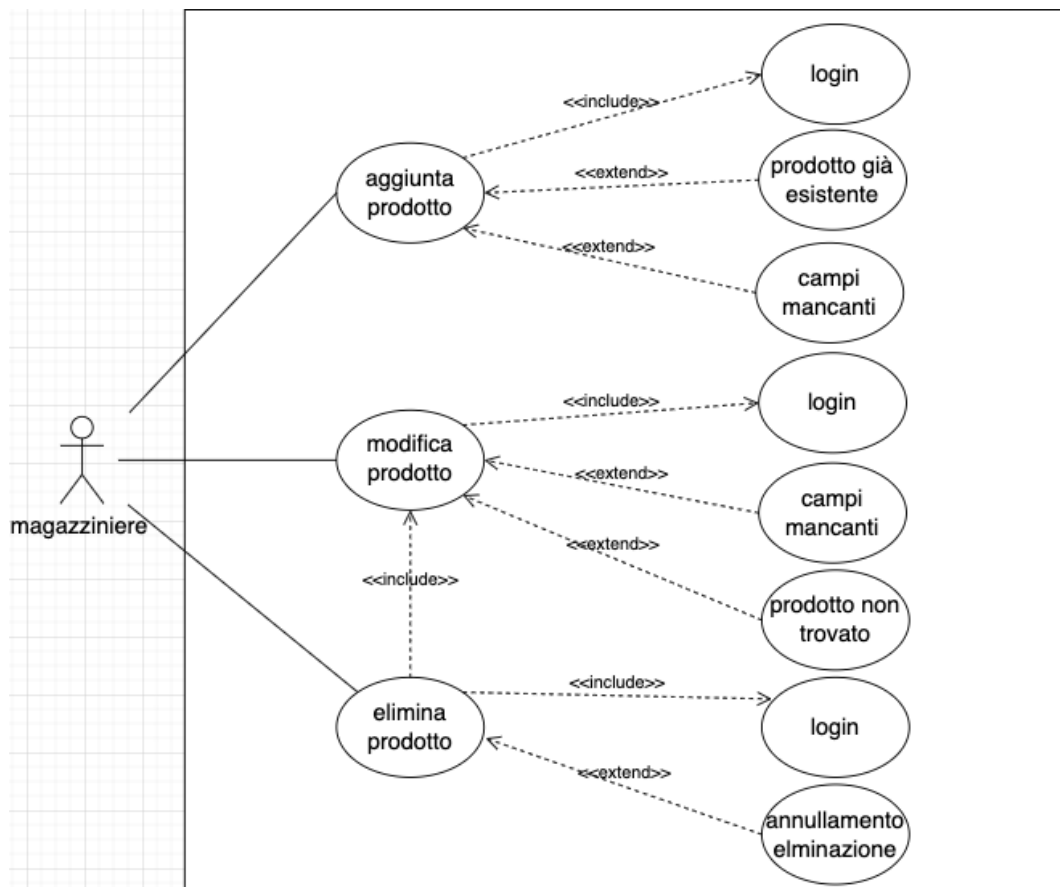 login
<<include>>
aggiunta
prodotto
<<extend>>
prodotto già
esistente
<<extend>>
campi
mancanti
login
<<include>>
modifica
prodotto
<<extend>>
campi
mancanti
magazziniere
<<extend>>
<<include>>
prodotto non
trovato
<<include>>
elimina
prodotto
login
<<extend>>
annullamento
elminazione